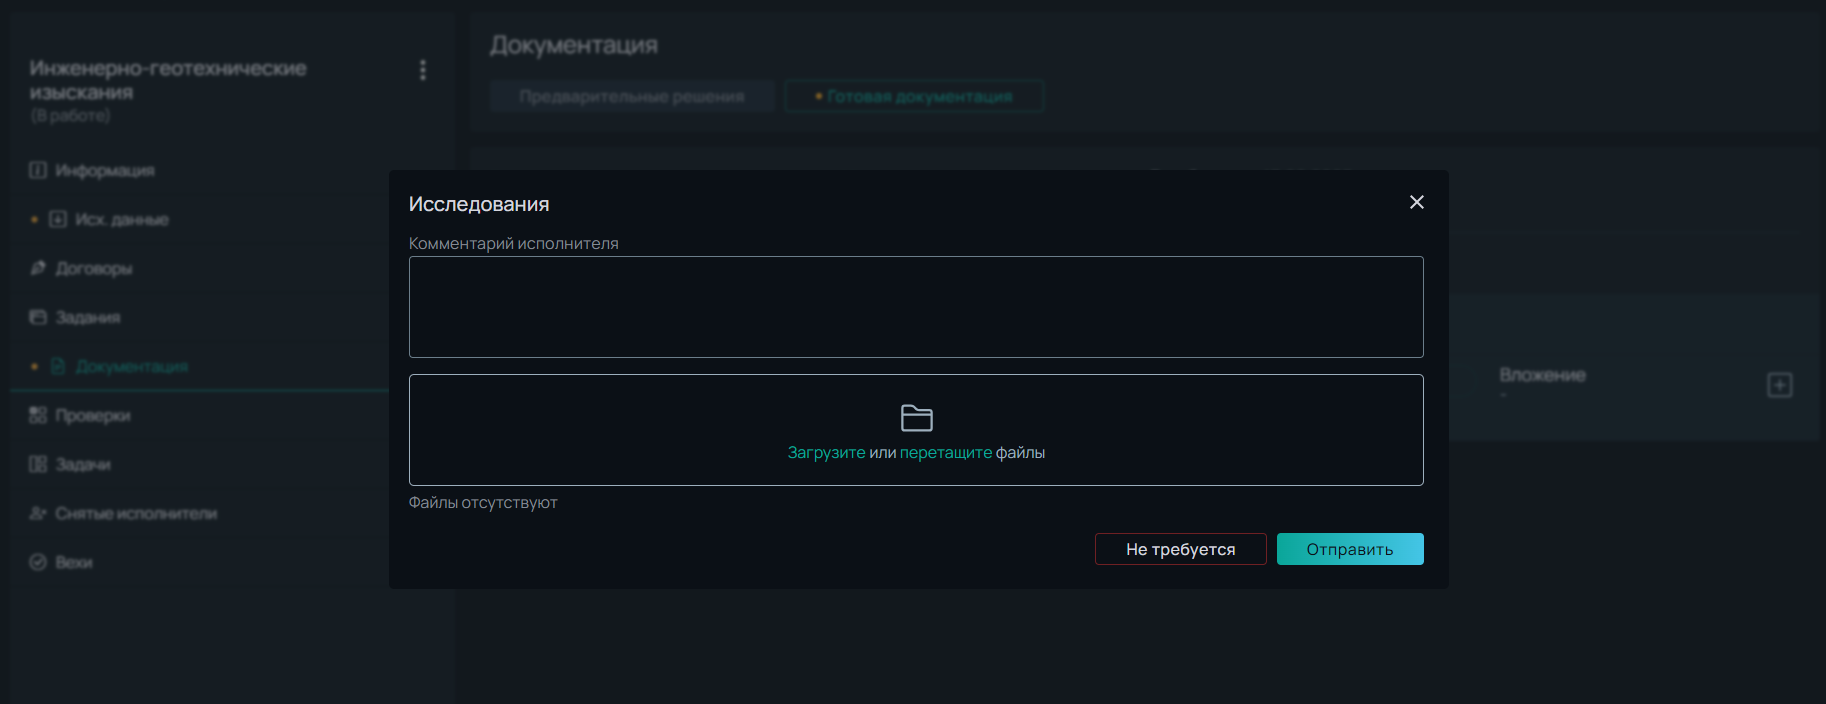 Инженерно-геотехнические
изыскания
(В работе)
Информация
Исх. данные
Договоры
Задания
Документация
Проверки
Задачи
Снятые исполнители
Вехи
Документация
Предварительные решения
Готовая документация
Исследования
Комментарий исполнителя
Загрузите или перетащите файлы
Файлы отсутствуют
Не требуется
Отправить
Вложение
-